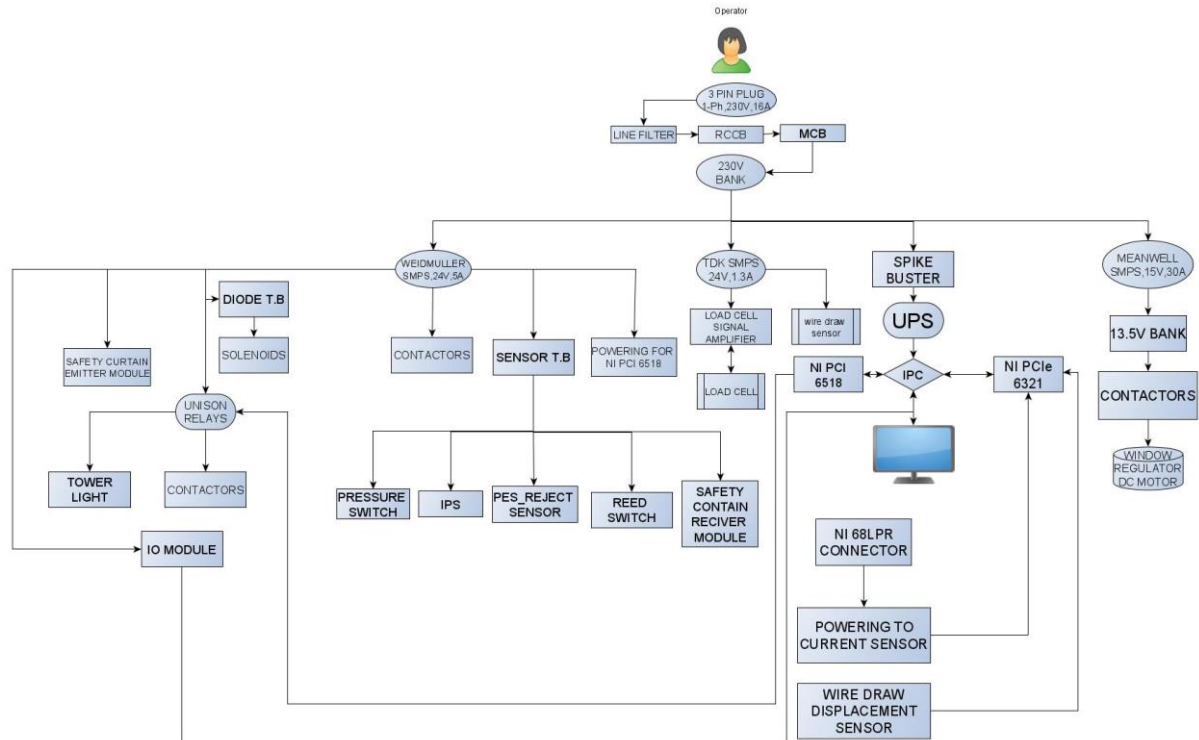 Operator
3 PIN PLUG
1-Ph,230V,16A
LINE FILTER
RCCB
MCB
230V
BANK
WEIDMULLER
SMPS,24V,5A
TDK SMPS
24V,1.3A
SPIKE
BUSTER
MEANWELL
SMPS,15V,30A
DIODE T.B
SOLENOIDS
SAFETY CURTAIN
EMITTER MODULE
CONTACTORS
SENSOR T.B
POWERING FOR
NI PCI 6518
LOAD CELL
SIGNAL
AMPLIFIER
wire draw
sensor
UPS
13.5V BANK
LOAD CELL
NI PCI
6518
IPC
NI PCIe
6321
CONTACTORS
UNISON
RELAYS
WINDOW
REGULATOR
DC MOTOR
TOWER
LIGHT
CONTACTORS
PRESSURE
SWITCH
IPS
PES_REJECT
SENSOR
REED
SWITCH
SAFETY
CONTAIN
RECIVER
MODULE
IO MODULE
NI 68LPR
CONNECTOR
POWERING TO
CURRENT SENSOR
WIRE DRAW
DISPLACEMENT
SENSOR